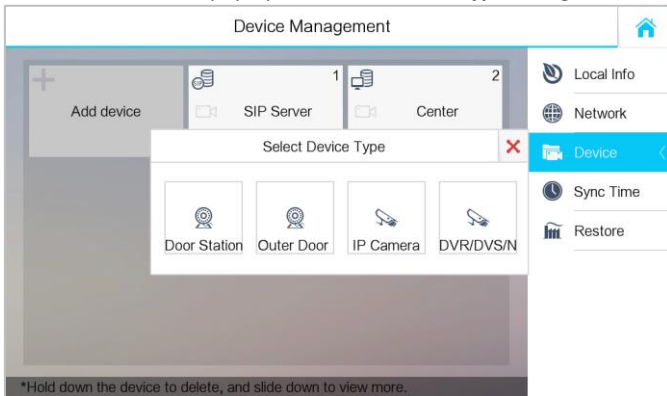 Device Management
1
2
Add device
SIP Server
Center
Select Device Type
Door Station
Outer Door
IP Camera
DVR/DVS/N
*Hold down the device to delete, and slide down to view more.
Local Info
Network
Device
Sync Time
Restore